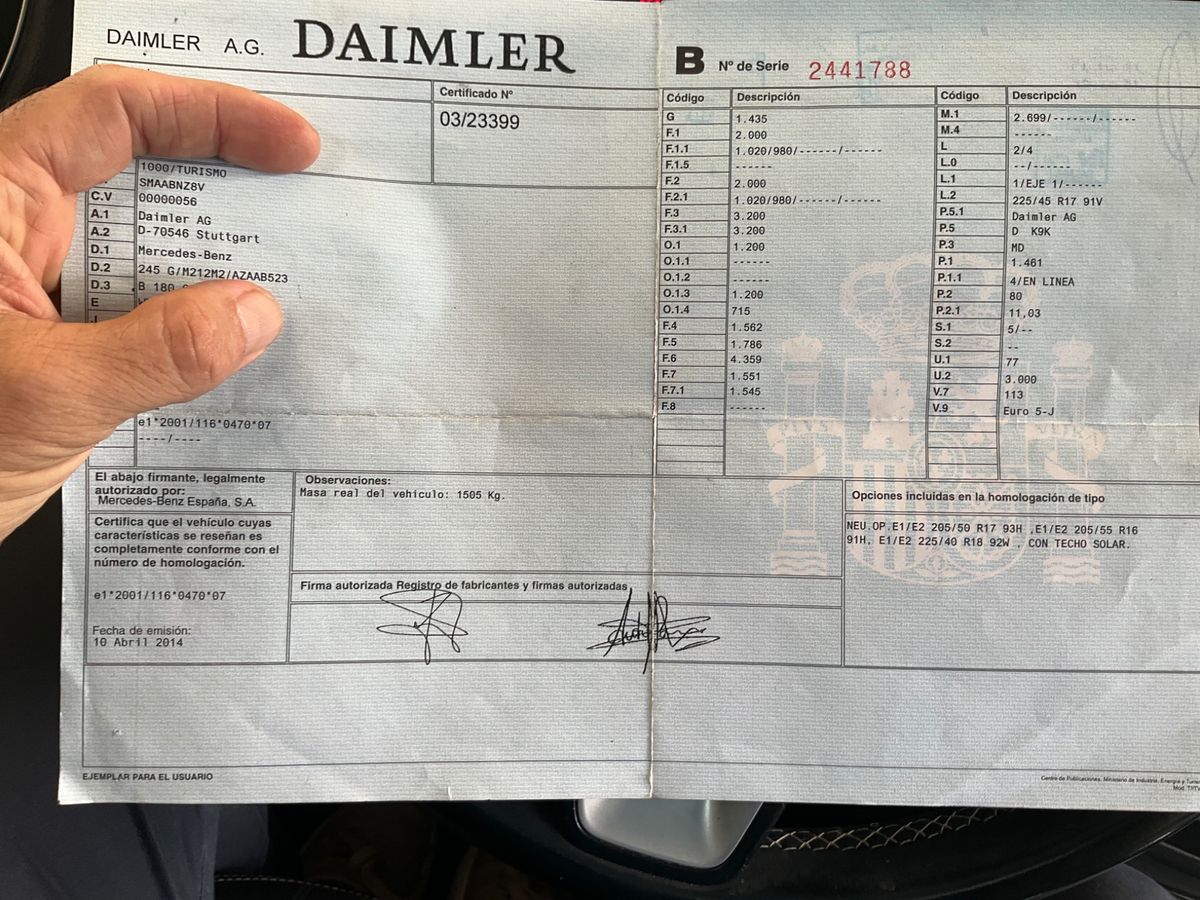 DAIMLER A.G. DAIMLER
Certificado Nº
03/23399
1000/TURISMO
SMAABNZ8V
C.V 00000056
A.1 Daimler AG
A.2 D-70546 Stuttgart
D.1 Mercedes-Benz
D.2 245 G/M212M2/AZAAB523
D.3 B 180
E
e1*2001/116*0470*07
----/----
El abajo firmante, legalmente
autorizado por:
Mercedes-Benz España, S.A.
Certifica que el vehículo cuyas
características se reseñan es
completamente conforme con el
número de homologación.
e1*2001/116*0470*07
Fecha de emisión:
10 Abril 2014
Observaciones:
Masa real del vehiculo: 1505 Kg.
Firma autorizada Registro de fabricantes y firmas autorizadas
EJEMPLAR PARA EL USUARIO
B Nº de Serie 2441788
Código Descripción
G 1.435
F.1 2.000
F.1.1 1.020/980/------/------
F.1.5 ------
F.2 2.000
F.2.1 1.020/980/------/------
F.3 3.200
F.3.1 3.200
O.1 1.200
O.1.1 ------
O.1.2 ------
O.1.3 1.200
O.1.4 715
F.4 1.562
F.5 1.786
F.6 4.359
F.7 1.551
F.7.1 1.545
F.8 ------
Código Descripción
M.1 2.699/------/------
M.4 ------
L 2/4
L.0 --/------
L.1 1/EJE 1/------
L.2 225/45 R17 91V
P.5.1 Daimler AG
P.5 D K9K
P.3 MD
P.1 1.461
P.1.1 4/EN LINEA
P.2 80
P.2.1 11,03
S.1 5/--
S.2 --
U.1 77
U.2 3.000
V.7 113
V.9 Euro 5-J
PLVS VLTRA
Opciones incluidas en la homologación de tipo
NEU.OP.E1/E2 205/50 R17 93H ,E1/E2 205/55 R16
91H, E1/E2 225/40 R18 92W , CON TECHO SOLAR.
Centro de Publicaciones. Ministerio de Industria, Energía y
Mod.